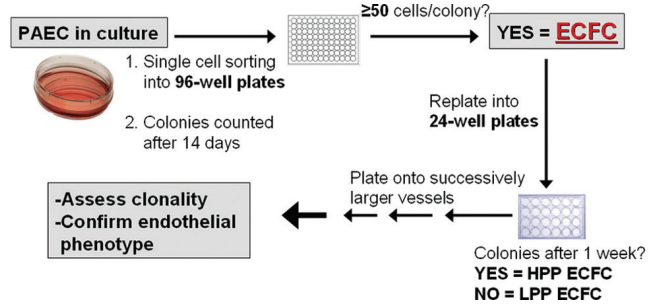 PAEC in culture
≥50 cells/colony?
YES = ECFC
1. Single cell sorting
into 96-well plates
2. Colonies counted
after 14 days
Replate into
24-well plates
Plate onto successively
larger vessels
-Assess clonality
-Confirm endothelial
phenotype
Colonies after 1 week?
YES = HPP ECFC
NO = LPP ECFC